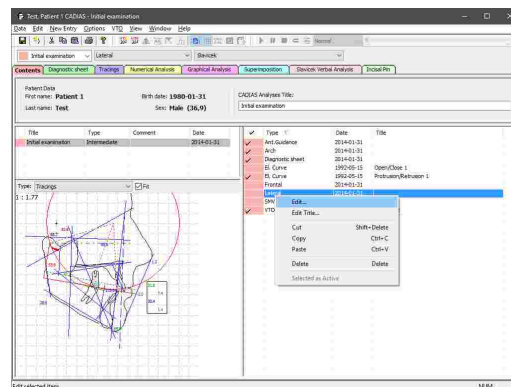 Test, Patient 1 CADIAS - Initial examination
Data Edit New Entry Options VTO View Window Help
Normal
Initial examination Lateral Slavicek
Contents Diagnostic sheet Tracings Numerical Analysis Graphical Analysis Superimposition Slavicek Verbal Analysis Incisal Pin
Patient Data
First name: Patient 1 Birth date: 1980-01-31
Last name: Test Sex: Male (36,9)
CADIAS Analyses Title:
Initial examination
Title Type Comment Date
Initial examination Intermediate 2014-01-31
Type: Tracings Fit
1 : 1.77
Type Date Title
Ant.Guidance 2014-01-31
Arch 2014-01-31
Diagnostic sheet 2014-01-31
El. Curve 1992-05-15 Open/Close 1
El. Curve 1992-05-15 Protrusion/Retrusion 1
Frontal 2014-01-31
Lateral 2014-01-31
SMV
VTO
Edit...
Edit Title...
Cut Shift+Delete
Copy Ctrl+C
Paste Ctrl+V
Delete Delete
Selected as Active
Edit selected item
NUM